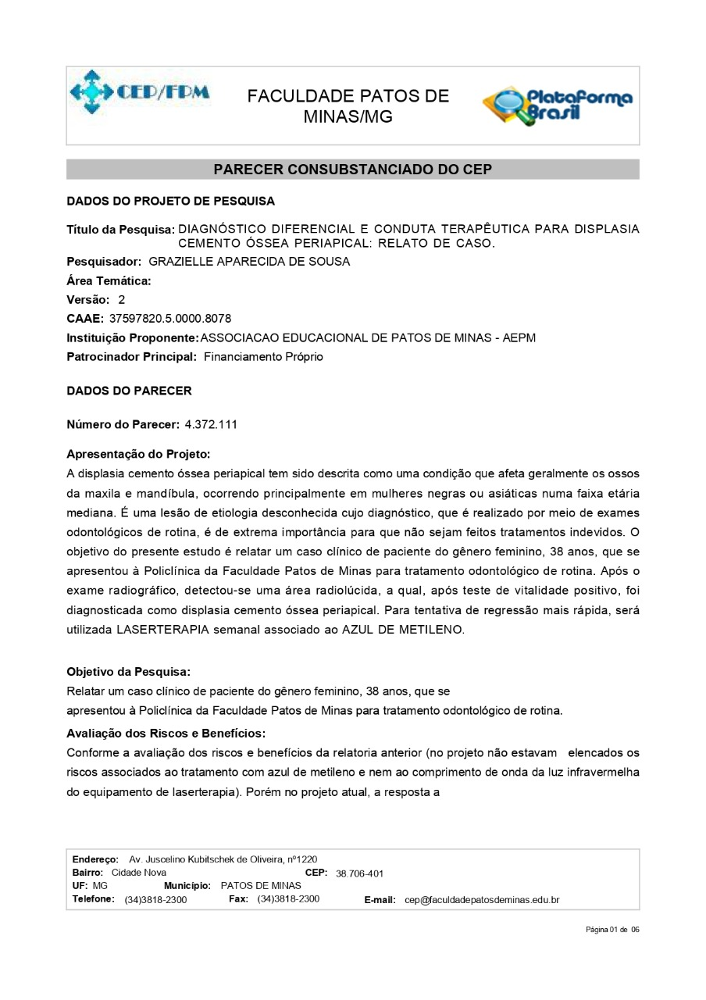 CEP/FPM
FACULDADE PATOS DE
MINAS/MG
Plataforma
Brasil
PARECER CONSUBSTANCIADO DO CEP
DADOS DO PROJETO DE PESQUISA
Título da Pesquisa: DIAGNÓSTICO DIFERENCIAL E CONDUTA TERAPÊUTICA PARA DISPLASIA
CEMENTO ÓSSEA PERIAPICAL: RELATO DE CASO.
Pesquisador: GRAZIELLE APARECIDA DE SOUSA
Área Temática:
Versão: 2
CAAE: 37597820.5.0000.8078
Instituição Proponente: ASSOCIACAO EDUCACIONAL DE PATOS DE MINAS - AEPM
Patrocinador Principal: Financiamento Próprio
DADOS DO PARECER
Número do Parecer: 4.372.111
Apresentação do Projeto:
A displasia cemento óssea periapical tem sido descrita como uma condição que afeta geralmente os ossos
da maxila e mandíbula, ocorrendo principalmente em mulheres negras ou asiáticas numa faixa etária
mediana. É uma lesão de etiologia desconhecida cujo diagnóstico, que é realizado por meio de exames
odontológicos de rotina, é de extrema importância para que não sejam feitos tratamentos indevidos. O
objetivo do presente estudo é relatar um caso clínico de paciente do gênero feminino, 38 anos, que se
apresentou à Policlínica da Faculdade Patos de Minas para tratamento odontológico de rotina. Após o
exame radiográfico, detectou-se uma área radiolúcida, a qual, após teste de vitalidade positivo, foi
diagnosticada como displasia cemento óssea periapical. Para tentativa de regressão mais rápida, será
utilizada LASERTERAPIA semanal associado ao AZUL DE METILENO.
Objetivo da Pesquisa:
Relatar um caso clínico de paciente do gênero feminino, 38 anos, que se
apresentou à Policlínica da Faculdade Patos de Minas para tratamento odontológico de rotina.
Avaliação dos Riscos e Benefícios:
Conforme a avaliação dos riscos e benefícios da relatoria anterior (no projeto não estavam elencados os
riscos associados ao tratamento com azul de metileno e nem ao comprimento de onda da luz infravermelha
do equipamento de laserterapia). Porém no projeto atual, a resposta a
Endereço: Av. Juscelino Kubitschek de Oliveira, nº1220
Bairro: Cidade Nova CEP: 38.706-401
UF: MG Município: PATOS DE MINAS
Telefone: (34)3818-2300 Fax: (34)3818-2300 E-mail: cep@faculdadepatosdeminas.edu.br
Página 01 de 06